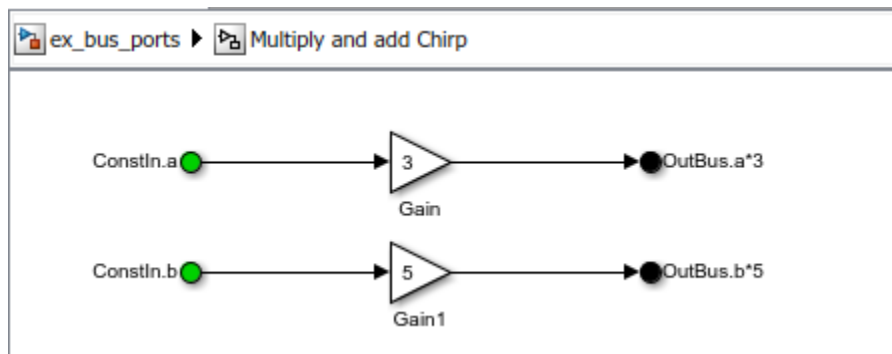 ex_bus_ports ▶ Multiply and add Chirp
ConstIn.a 3 OutBus.a*3
Gain
ConstIn.b 5 OutBus.b*5
Gain1